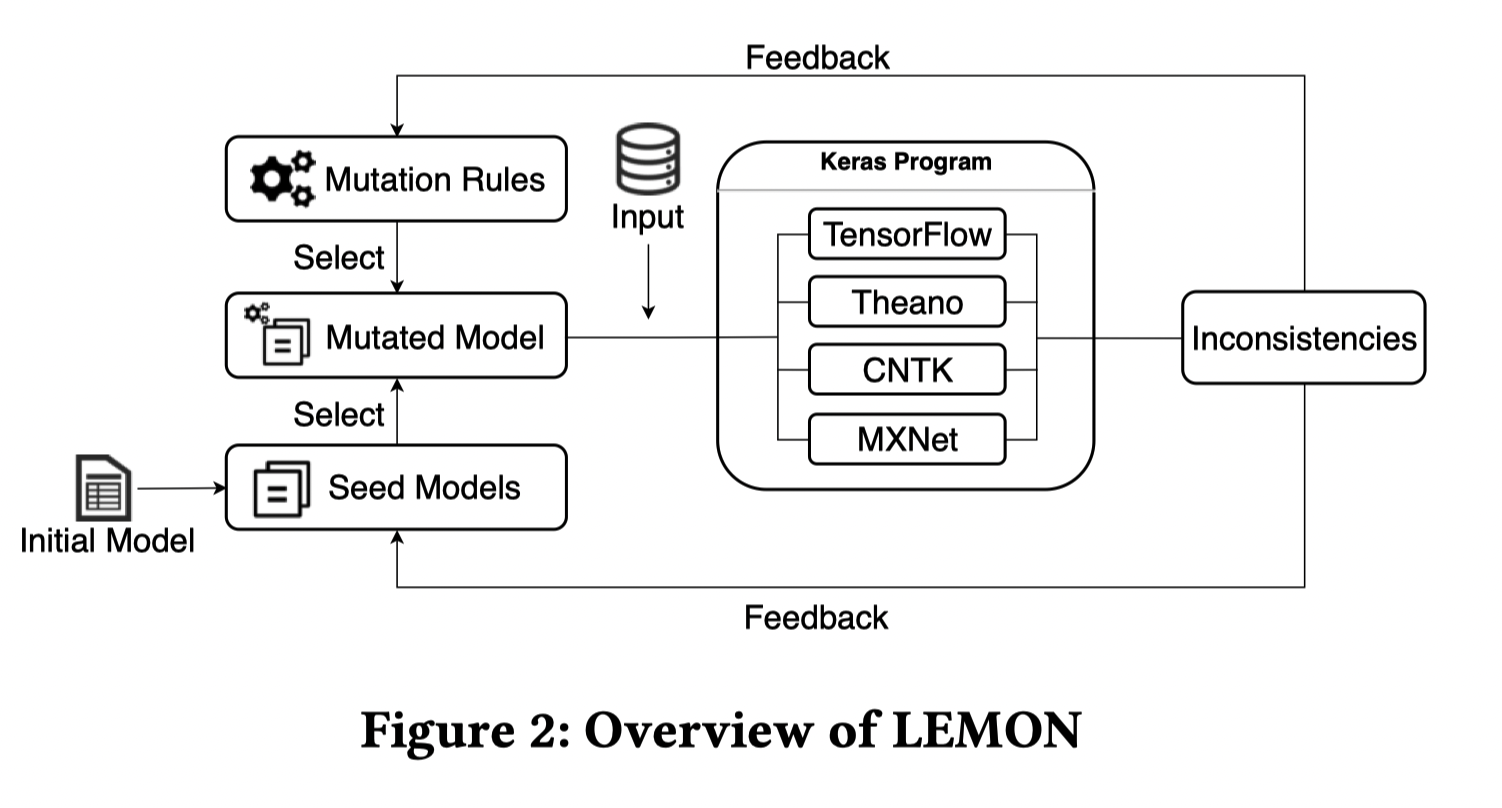 Feedback
Mutation Rules
Select
Mutated Model
Select
Seed Models
Initial Model
Input
Keras Program
TensorFlow
Theano
CNTK
MXNet
Inconsistencies
Feedback
Figure 2: Overview of LEMON